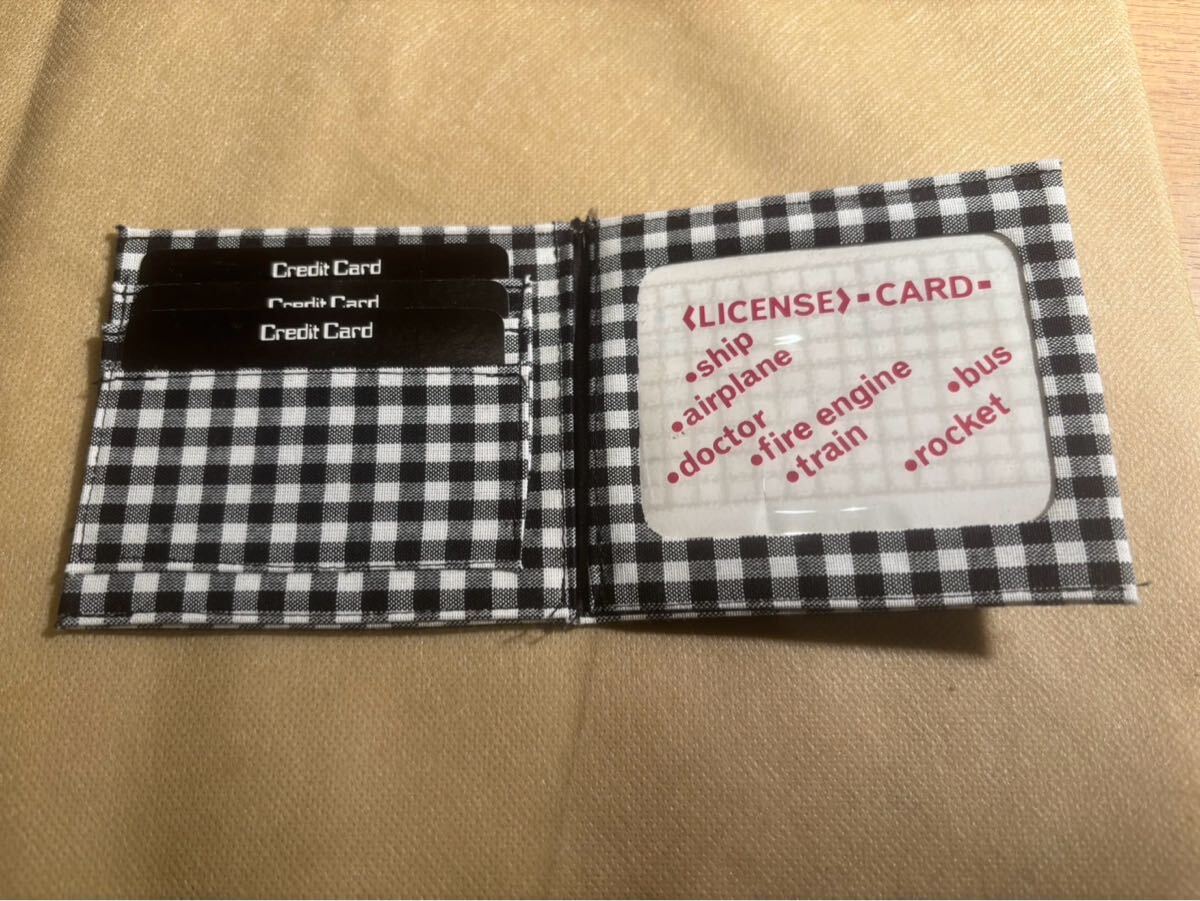 Credit Card
Credit Card
Credit Card
《LICENSE》-CARD-
•ship
•airplane
•doctor
•fire engine
•train
•bus
•rocket